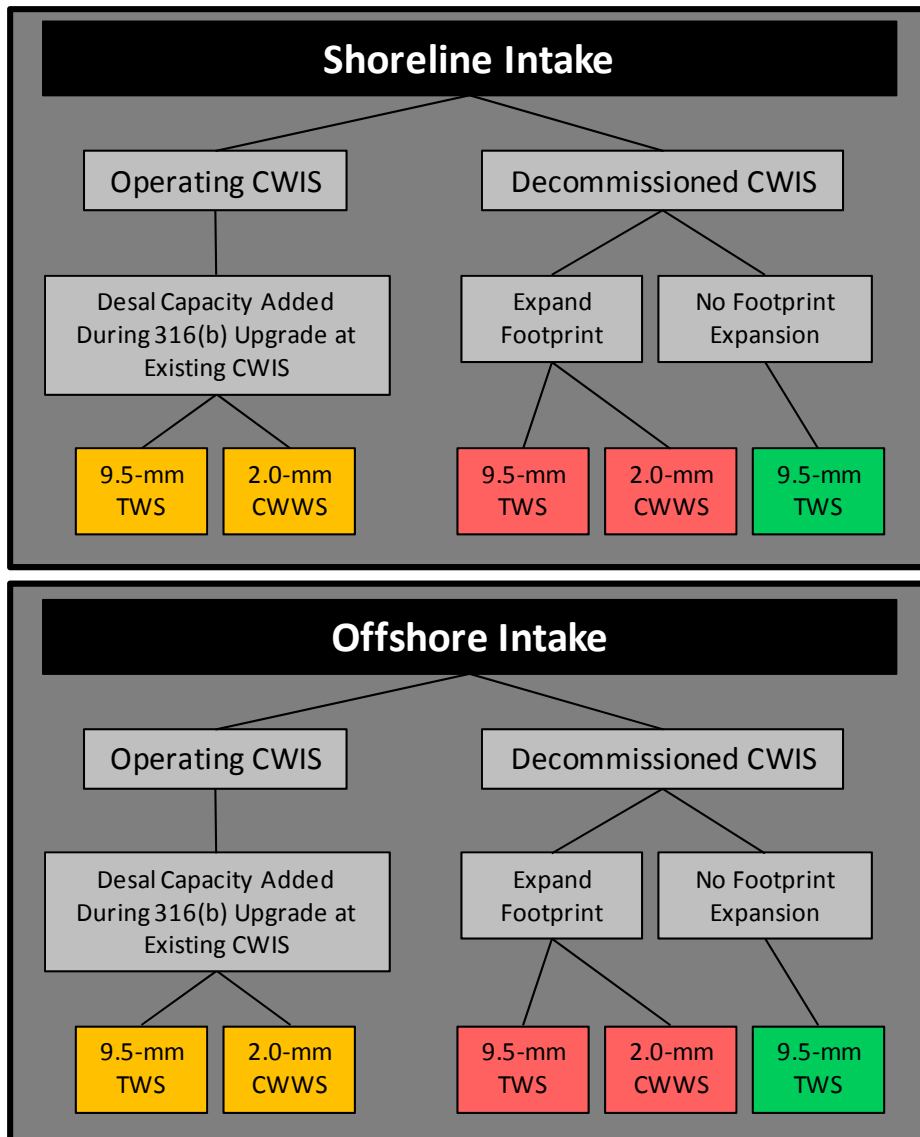 Shoreline Intake
Operating CWIS
Decommissioned CWIS
Desal Capacity Added
During 316(b) Upgrade at
Existing CWIS
Expand
Footprint
No Footprint
Expansion
9.5-mm
TWS
2.0-mm
CWWS
9.5-mm
TWS
2.0-mm
CWWS
9.5-mm
TWS
Offshore Intake
Operating CWIS
Decommissioned CWIS
Desal Capacity Added
During 316(b) Upgrade at
Existing CWIS
Expand
Footprint
No Footprint
Expansion
9.5-mm
TWS
2.0-mm
CWWS
9.5-mm
TWS
2.0-mm
CWWS
9.5-mm
TWS